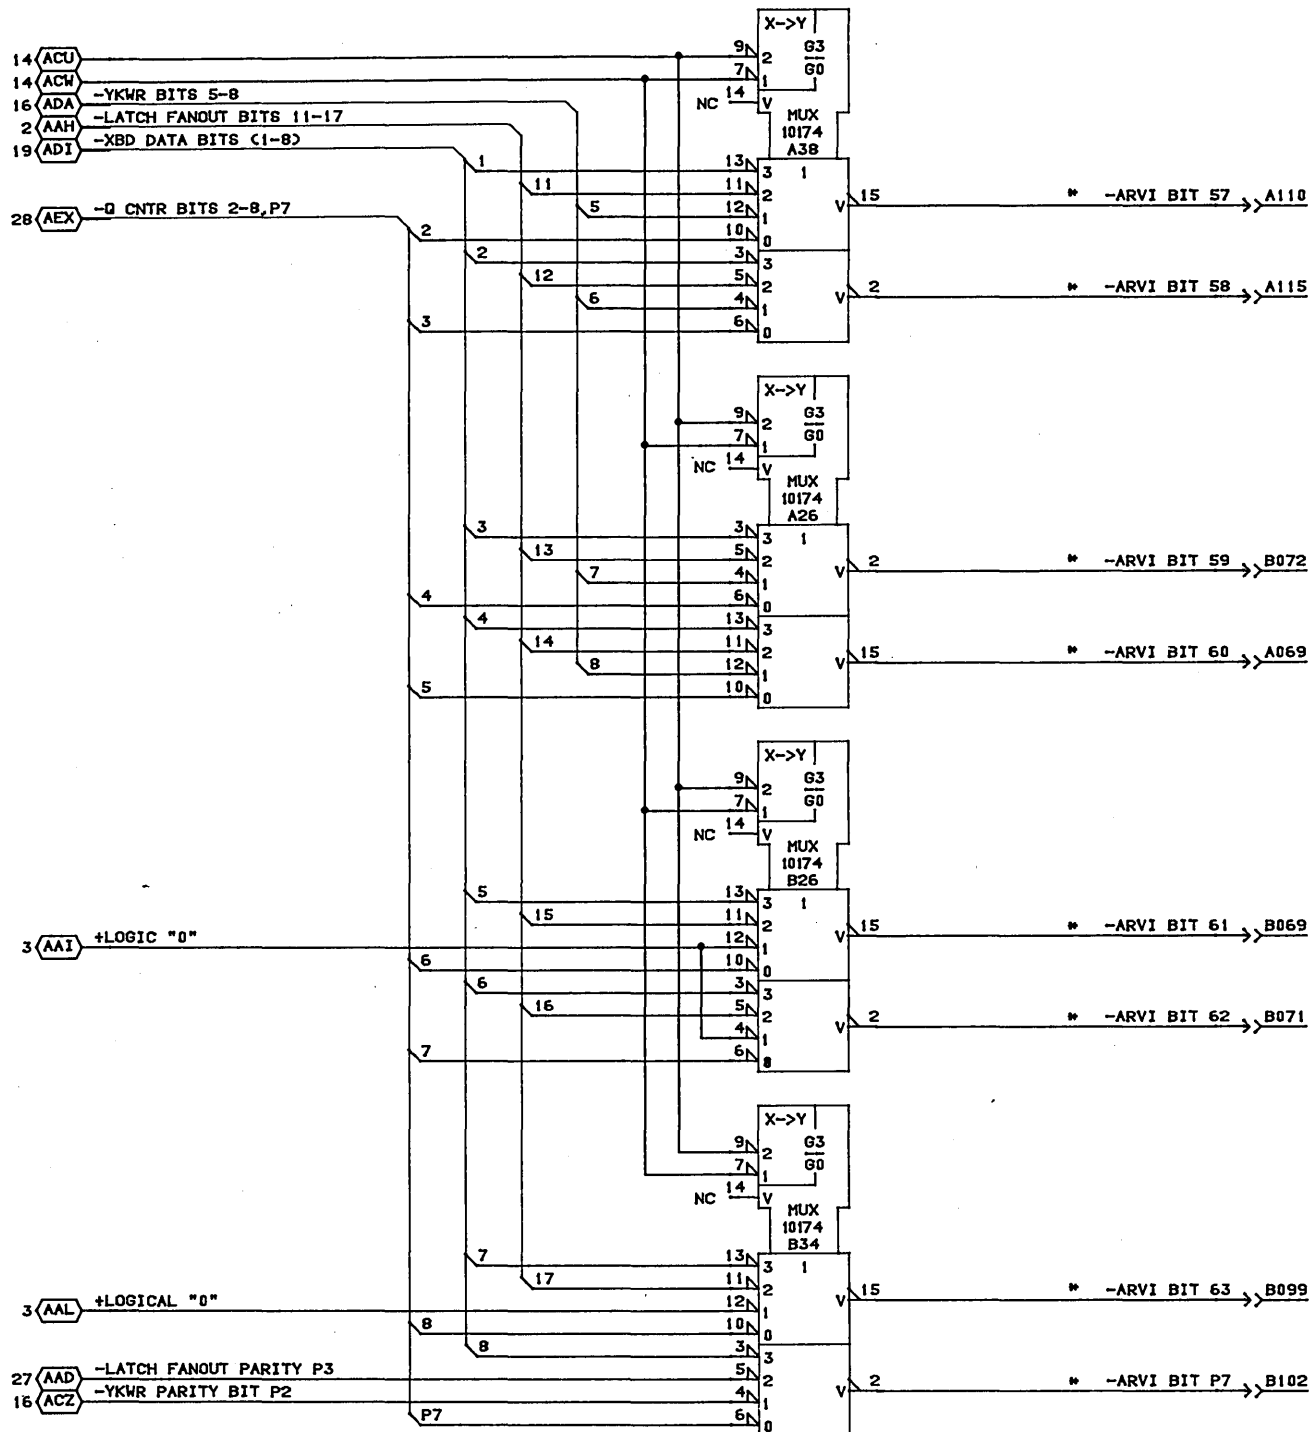 X->Y
14 ACU 9 2 G3
14 ACW 7 1 G0
16 ADA -YKWR BITS 5-8 NC 14 V
2 AAH -LATCH FANOUT BITS 11-17 MUX
10174
19 ADI -XBD DATA BITS (1-8) A38
1 13 3 1
11 11 2
28 AEX -Q CNTR BITS 2-8,P7 5 12 1 V 15 * -ARVI BIT 57 A110
2 10 0
2 3 3
12 5 2
6 4 1 V 2 * -ARVI BIT 58 A115
3 6 0
X->Y
9 2 G3
7 1 G0
NC 14 V
MUX
10174
A26
3 3 3 1
13 5 2
7 4 1 V 2 * -ARVI BIT 59 B072
4 6 0
4 13 3
14 11 2
8 12 1 V 15 * -ARVI BIT 60 A069
5 10 0
X->Y
9 2 G3
7 1 G0
NC 14 V
MUX
10174
B26
5 13 3 1
15 11 2
3 AAI +LOGIC "0" 12 1 V 15 * -ARVI BIT 61 B069
6 10 0
6 3 3
16 5 2
4 1 V 2 * -ARVI BIT 62 B071
7 6 8
X->Y
9 2 G3
7 1 G0
NC 14 V
MUX
10174
B34
7 13 3 1
17 11 2
3 AAL +LOGICAL "0" 12 1 V 15 * -ARVI BIT 63 B099
8 10 0
8 3 3
27 AAD -LATCH FANOUT PARITY P3 5 2
16 ACZ -YKWR PARITY BIT P2 4 1 V 2 * -ARVI BIT P7 B102
P7 6 0